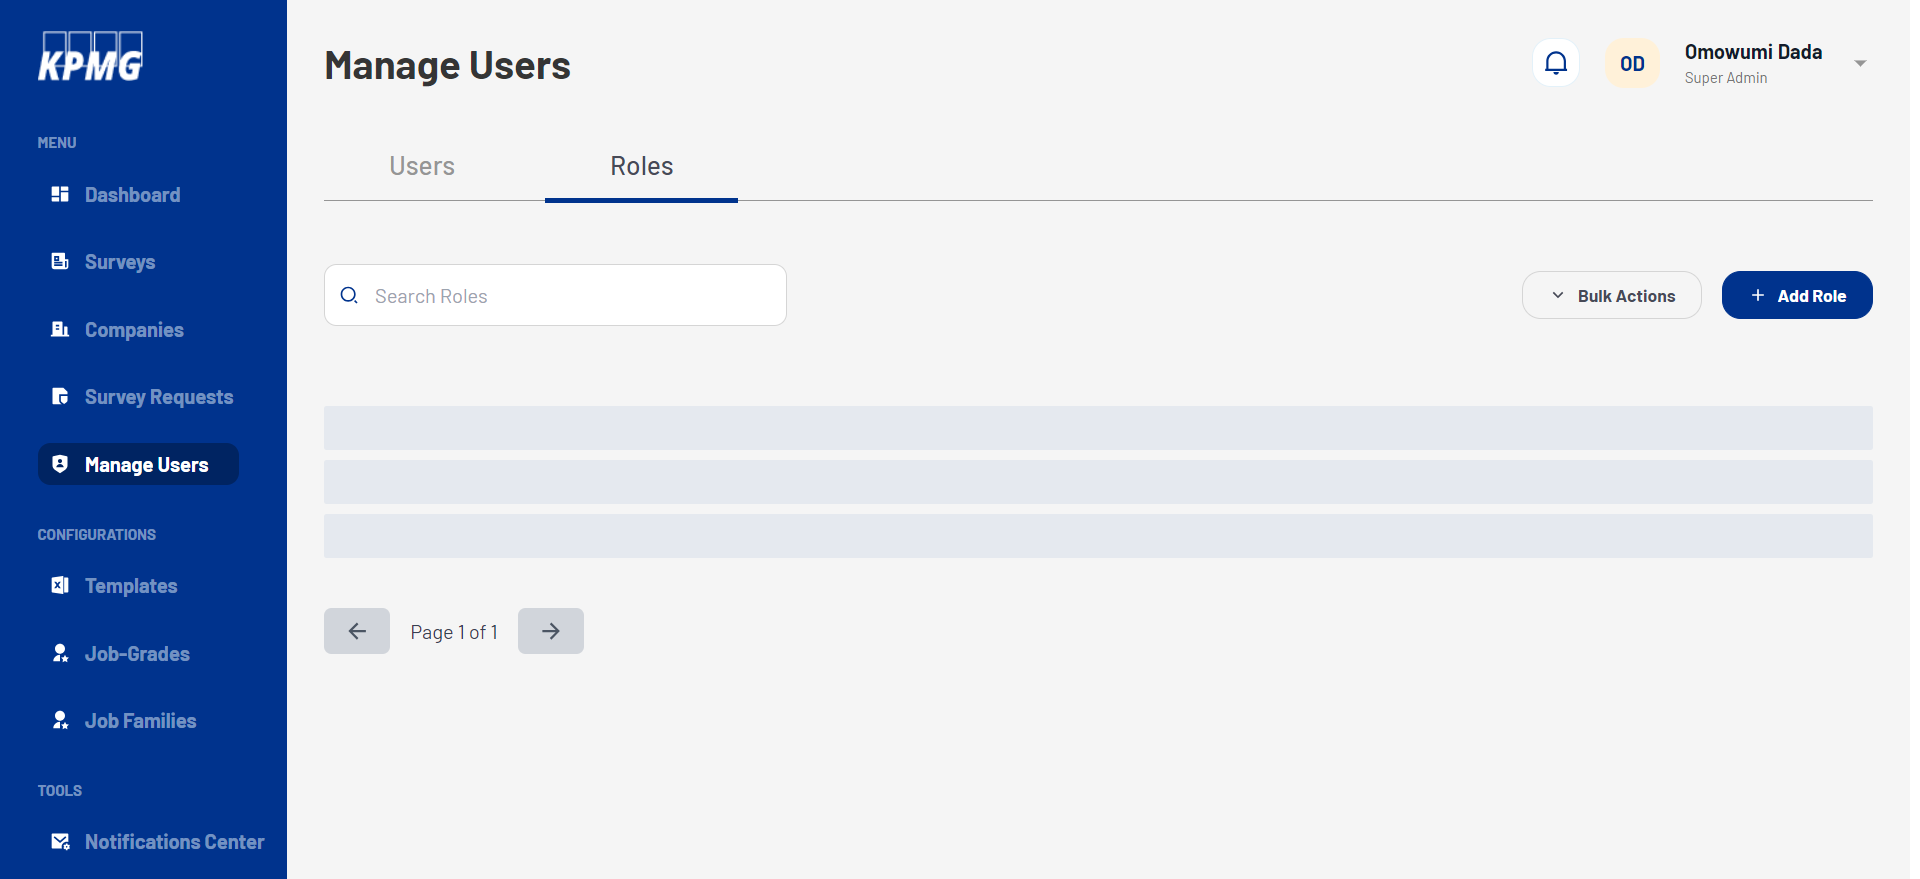 KPMG
MENU
Dashboard
Surveys
Companies
Survey Requests
Manage Users
CONFIGURATIONS
Templates
Job-Grades
Job Families
TOOLS
Notifications Center
Manage Users
OD
Omowumi Dada
Super Admin
Users
Roles
Search Roles
Bulk Actions
Add Role
Page 1 of 1